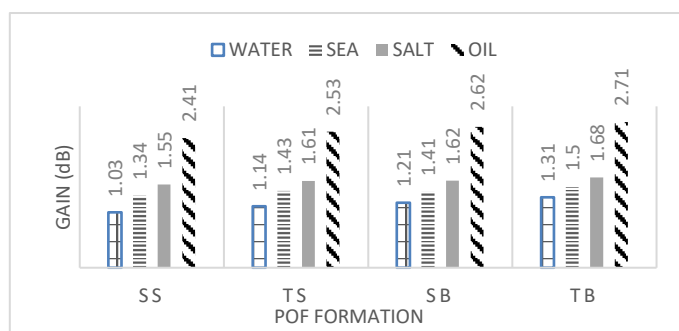 WATER SEA SALT OIL
GAIN (dB)
1.03 1.34 1.55 2.41 1.14 1.43 1.61 2.53 1.21 1.41 1.62 2.62 1.31 1.5 1.68 2.71
SS TS SB TB
POF FORMATION